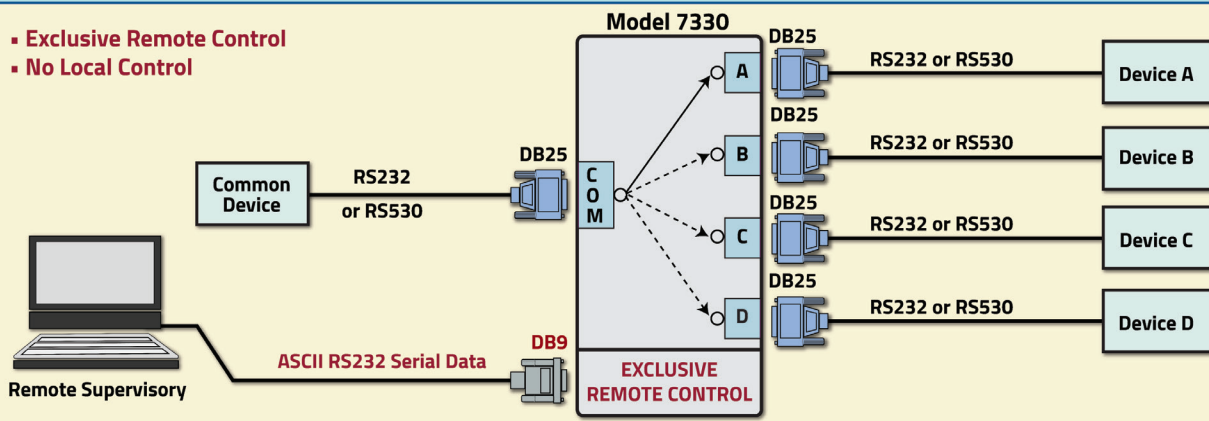 ▪ Exclusive Remote Control
▪ No Local Control
Model 7330
DB25
A
RS232 or RS530
Device A
DB25
B
RS232 or RS530
Device B
DB25
C
RS232 or RS530
Device C
DB25
D
RS232 or RS530
Device D
Common
Device
RS232
or RS530
DB25
COM
Remote Supervisory
ASCII RS232 Serial Data
DB9
EXCLUSIVE
REMOTE CONTROL